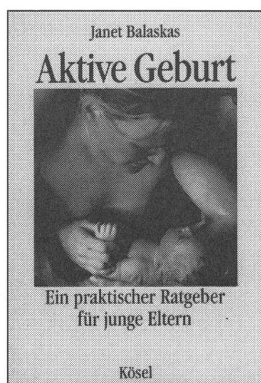 Janet Balaskas
Aktive Geburt
Ein praktischer Ratgeber
für junge Eltern
Kösel